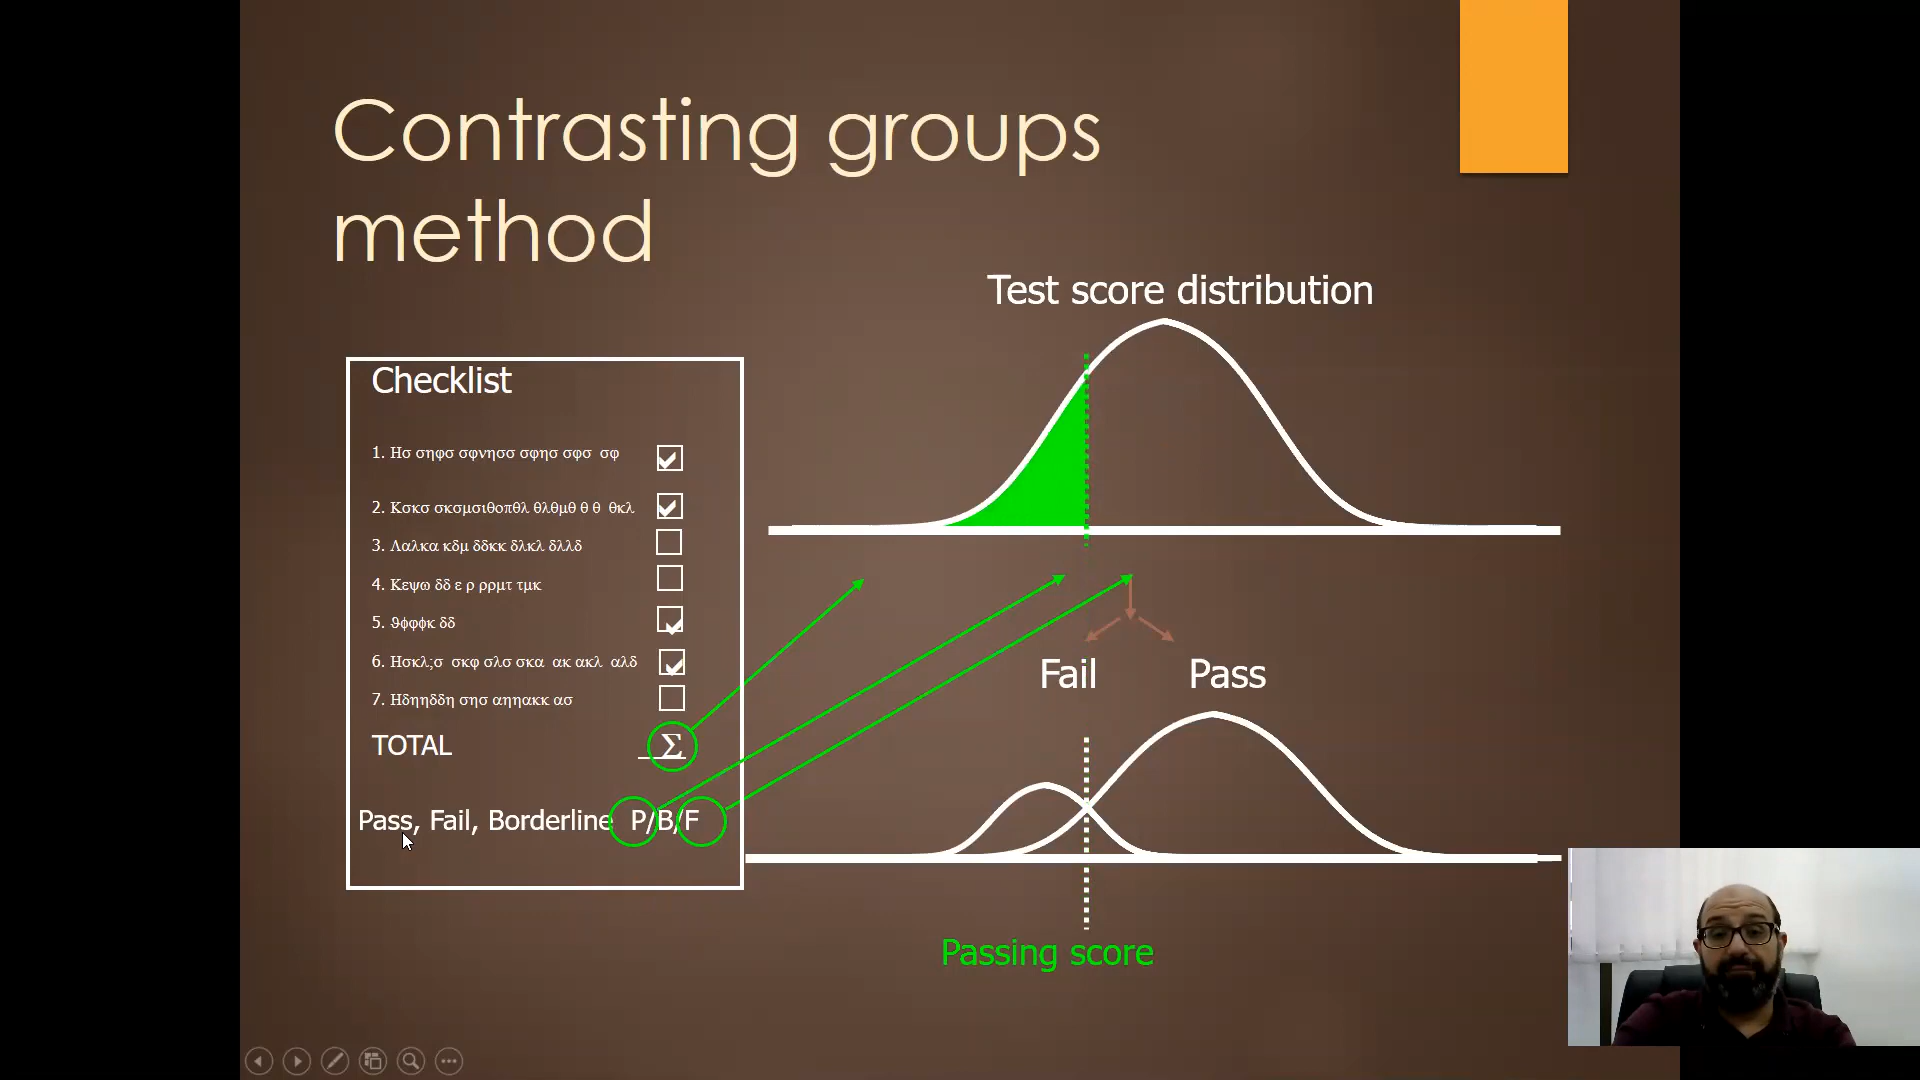 Contrasting groups
method
Test score distribution
Checklist
1. Ησ σηφσ σφνησσ σφησ σφσ σφ
2. Κσκσ σκσμσιθοπθλ θλθμθ θ θ θκλ
3. Λαλκα κδμ δδκκ δλκλ δλλδ
4. Κεψω δδ ε ρ ρρμτ τμκ
5. ϑϕφϕκ δδ
6. Ησκλ;σ σκφ σλσ σκα ακ ακλ αλδ
7. Ηδηηδδη σησ αηηακκ ασ
TOTAL Σ
Pass, Fail, Borderline P/B/F
Fail Pass
Passing score